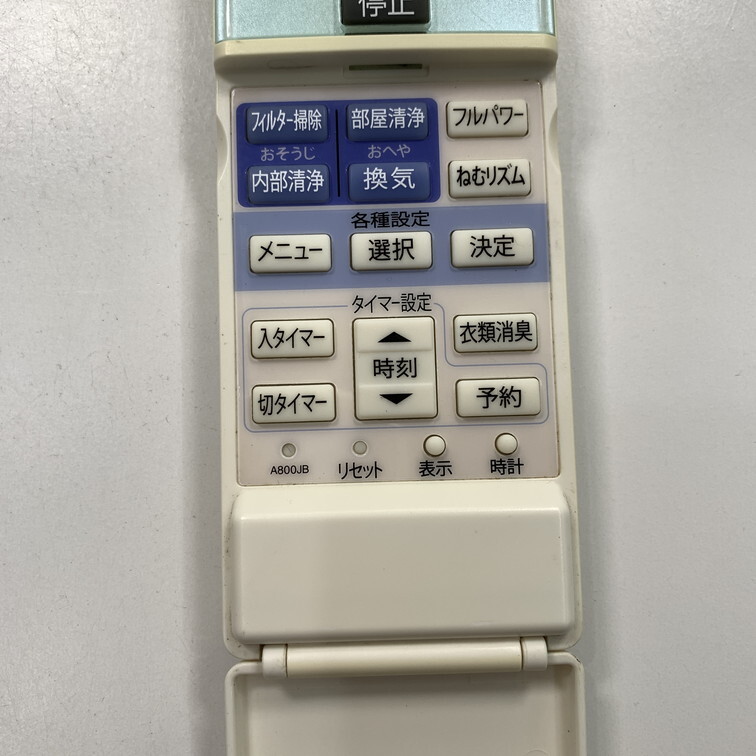 停止
フィルター掃除 部屋清浄 フルパワー
おそうじ おへや
内部清浄 換気 ねむリズム
各種設定
メニュー 選択 決定
タイマー設定
入タイマー 衣類消臭
時刻
切タイマー 予約
A800JB リセット 表示 時計